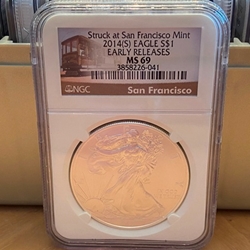 Struck at San Francisco Mint
2014(S) EAGLE S$1
EARLY RELEASES
MS 69
3858226-041
NGC
San Francisco